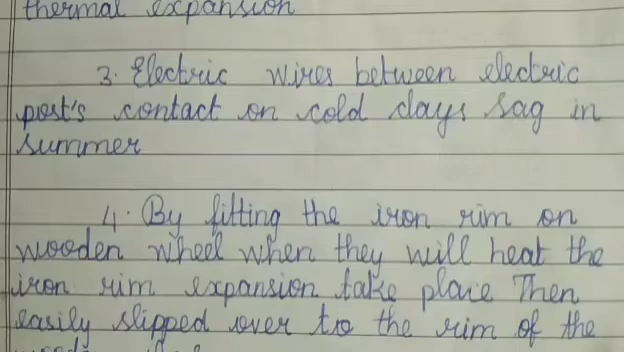 thermal expansion
3. Electric wires between electric
post's contact on cold days sag in
summer
4. By fitting the iron rim on
wooden wheel when they will heat the
iron rim expansion take place Then
easily slipped over to the rim of the